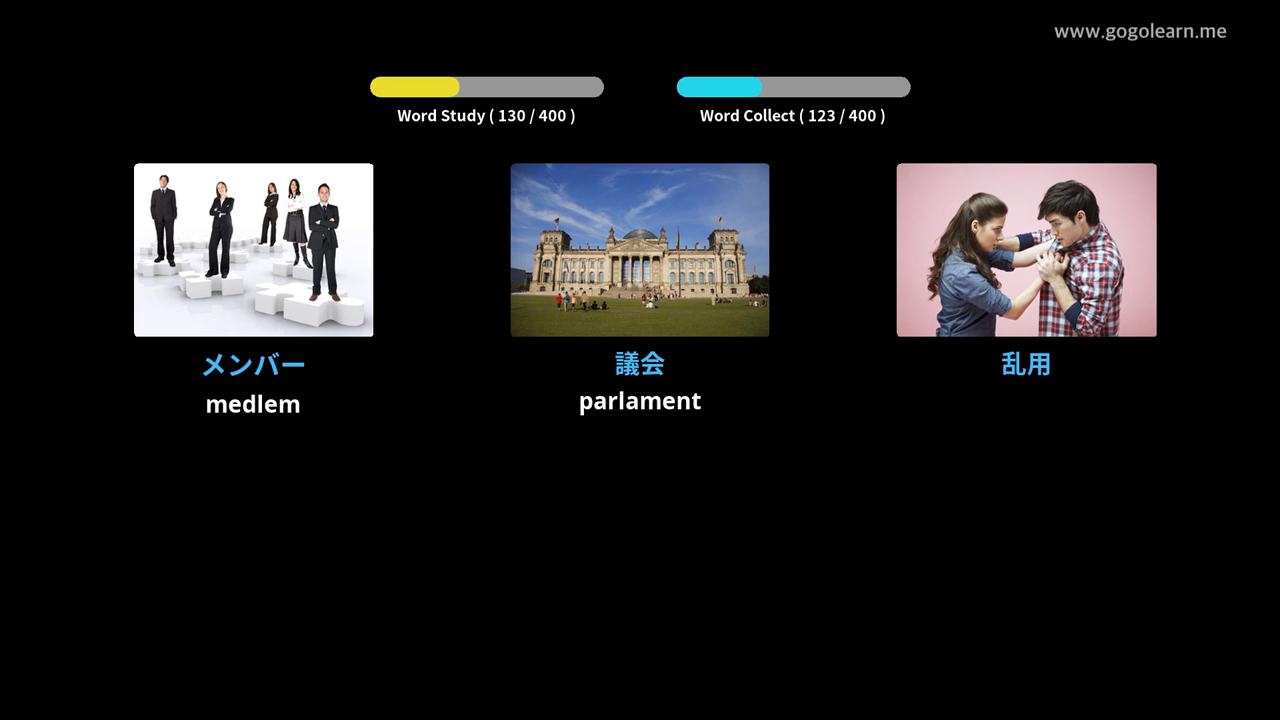 www.gogolearn.me
Word Study ( 130 / 400 )
Word Collect ( 123 / 400 )
メンバー
medlem
議会
parlament
乱用